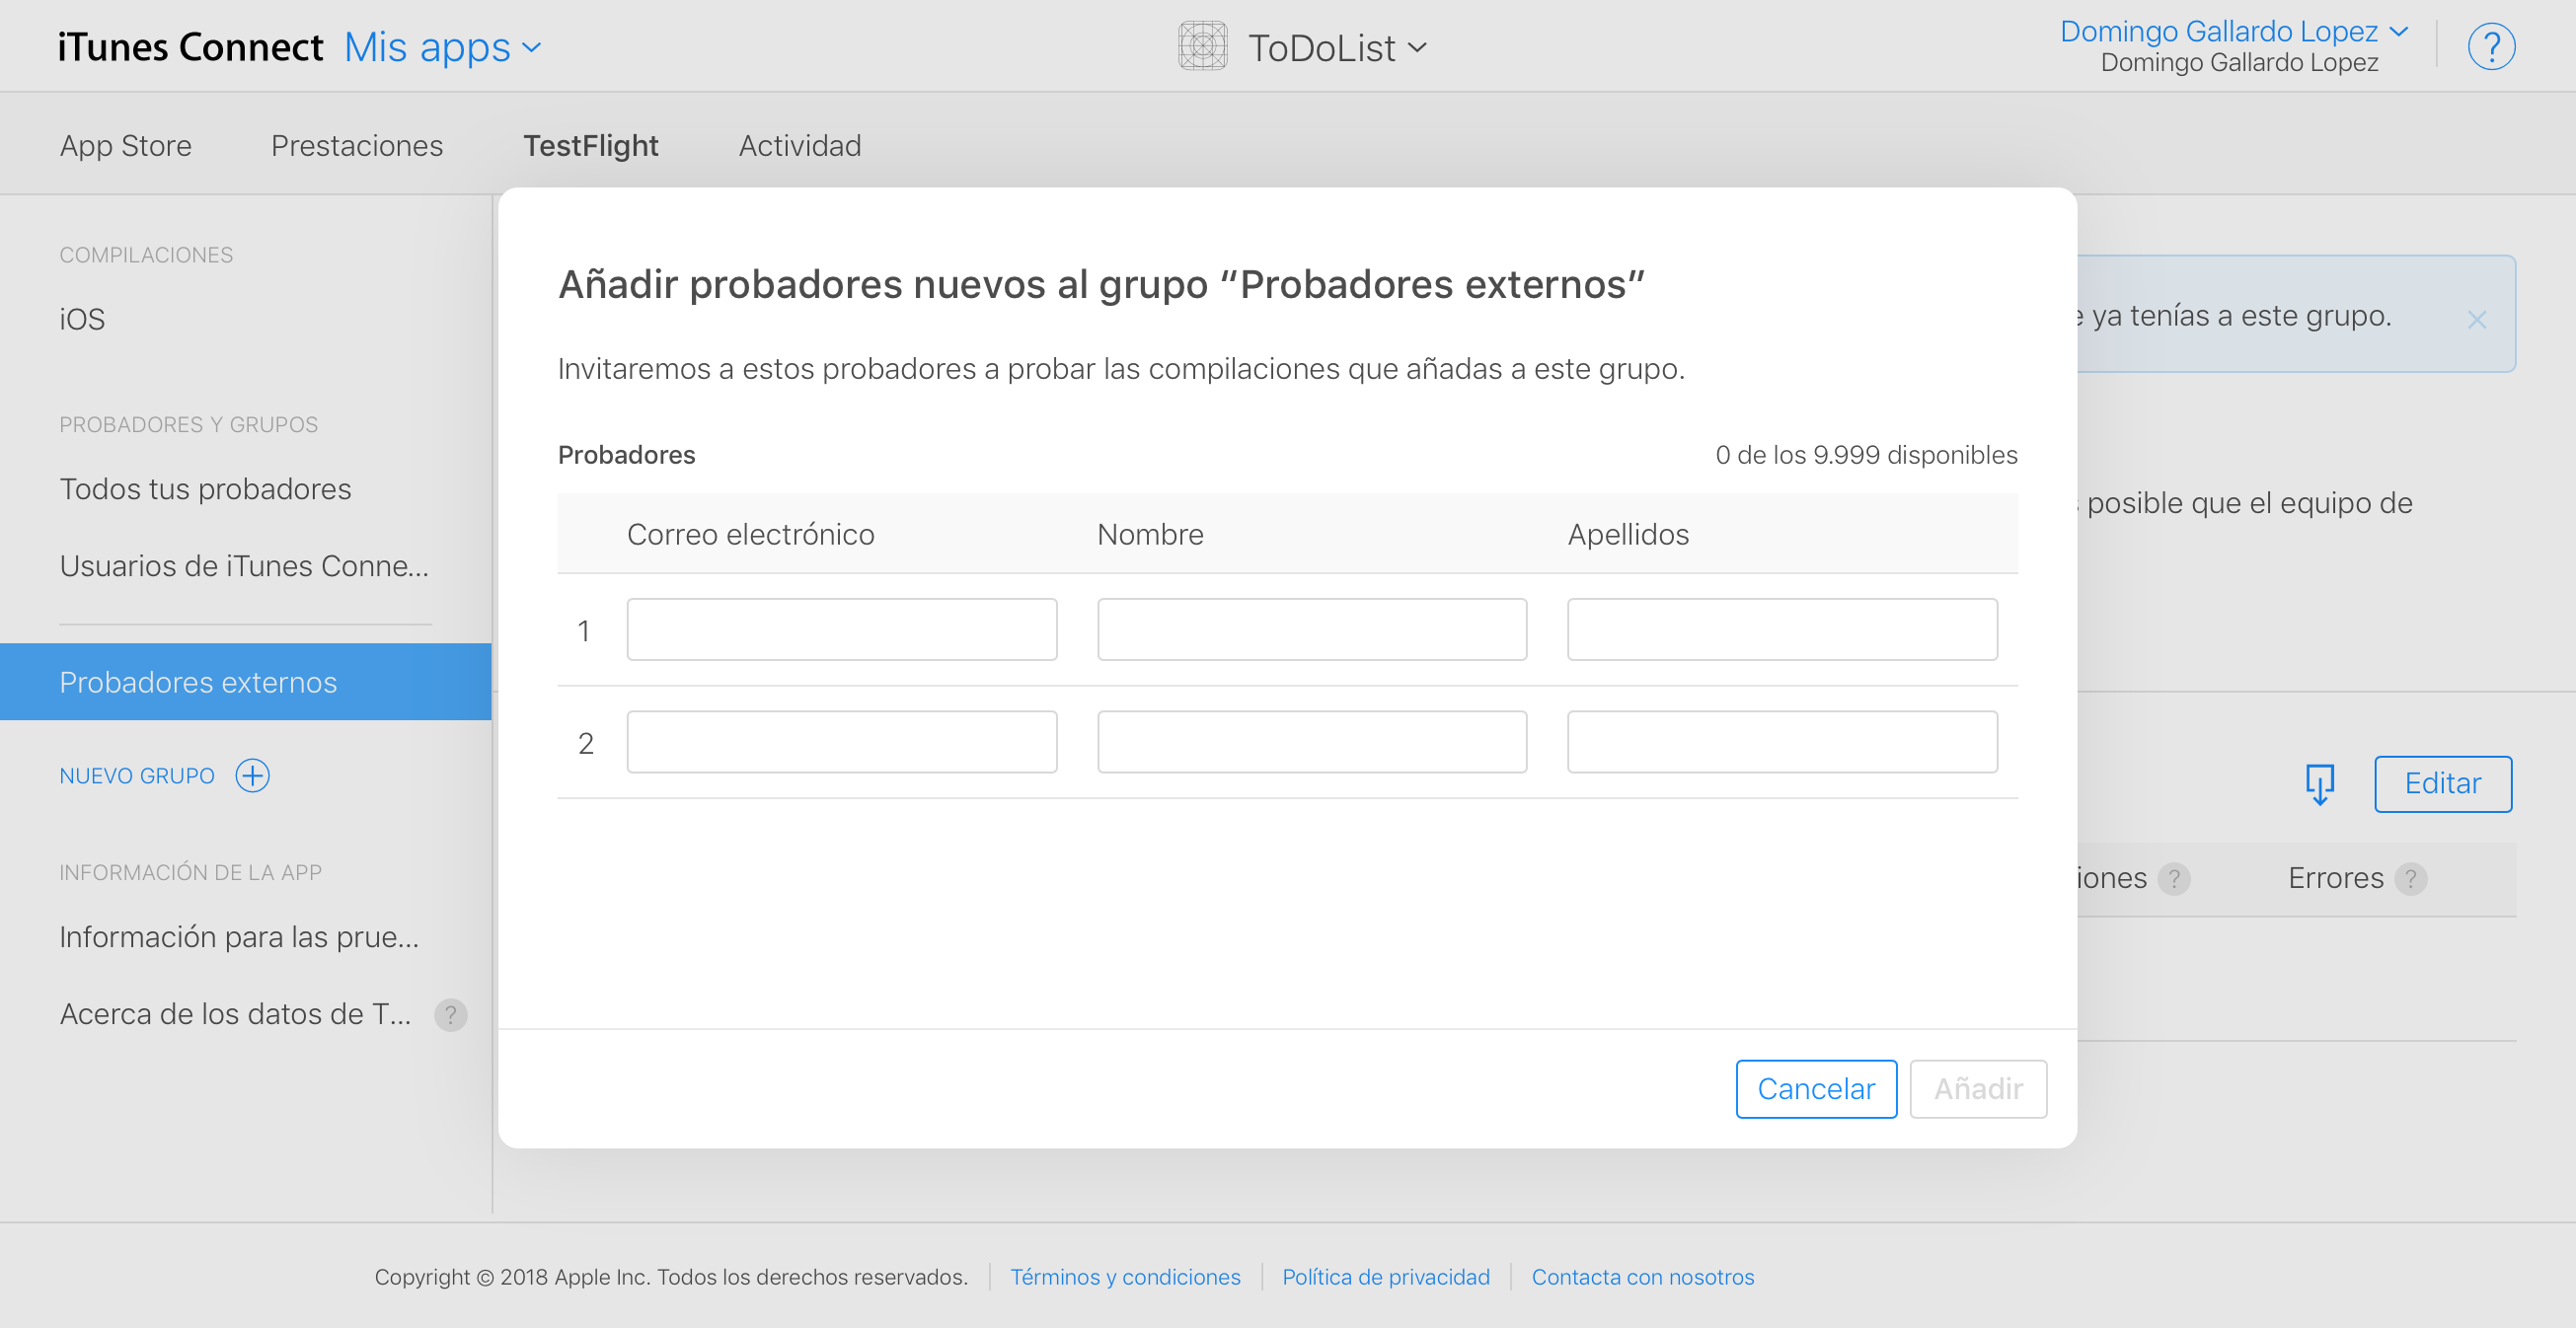 iTunes Connect Mis apps
ToDoList
Domingo Gallardo Lopez
Domingo Gallardo Lopez
?
App Store Prestaciones TestFlight Actividad
COMPILACIONES
iOS
PROBADORES Y GRUPOS
Todos tus probadores
Usuarios de iTunes Conne...
Probadores externos
NUEVO GRUPO
INFORMACIÓN DE LA APP
Información para las prue...
Acerca de los datos de T... ?
Añadir probadores nuevos al grupo “Probadores externos”
Invitaremos a estos probadores a probar las compilaciones que añadas a este grupo.
Probadores 0 de los 9.999 disponibles
Correo electrónico Nombre Apellidos
1
2
Cancelar Añadir
ya tenías a este grupo.
posible que el equipo de
Editar
iones ? Errores ?
Copyright © 2018 Apple Inc. Todos los derechos reservados. Términos y condiciones Política de privacidad Contacta con nosotros